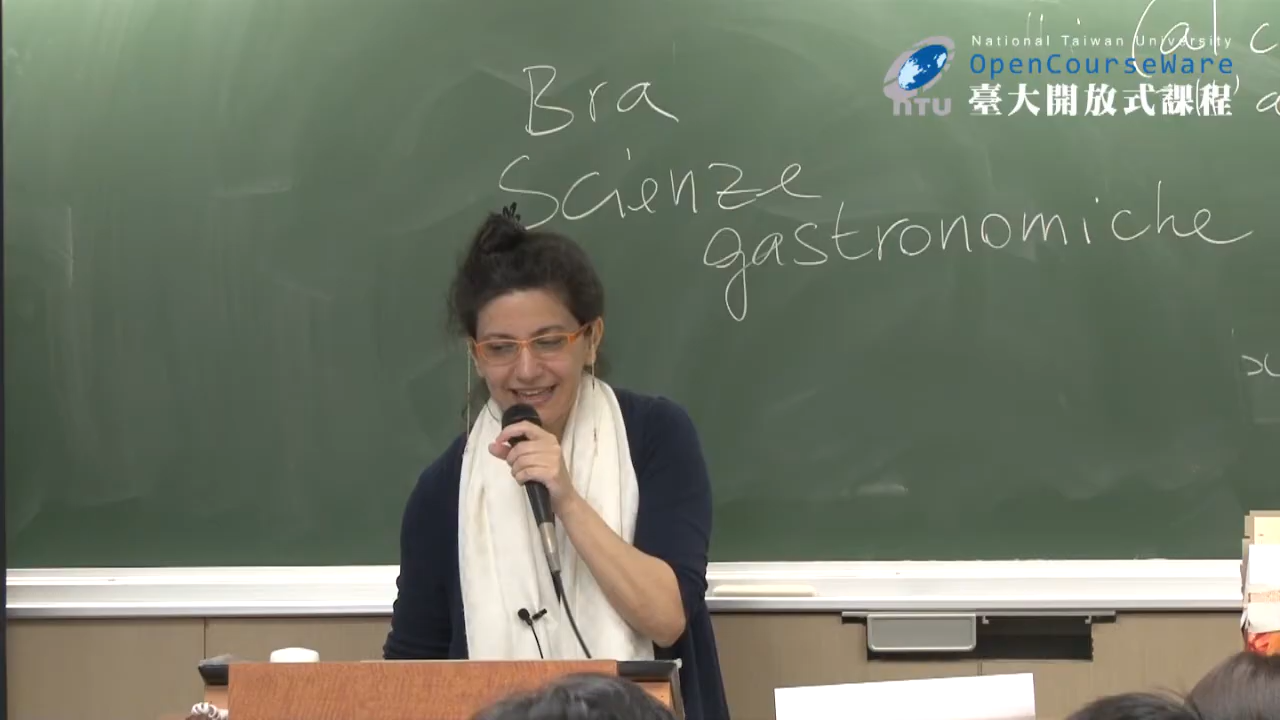 National Taiwan University
OpenCourseWare
臺大開放式課程
NTU
Bra
Scienze
gastronomiche